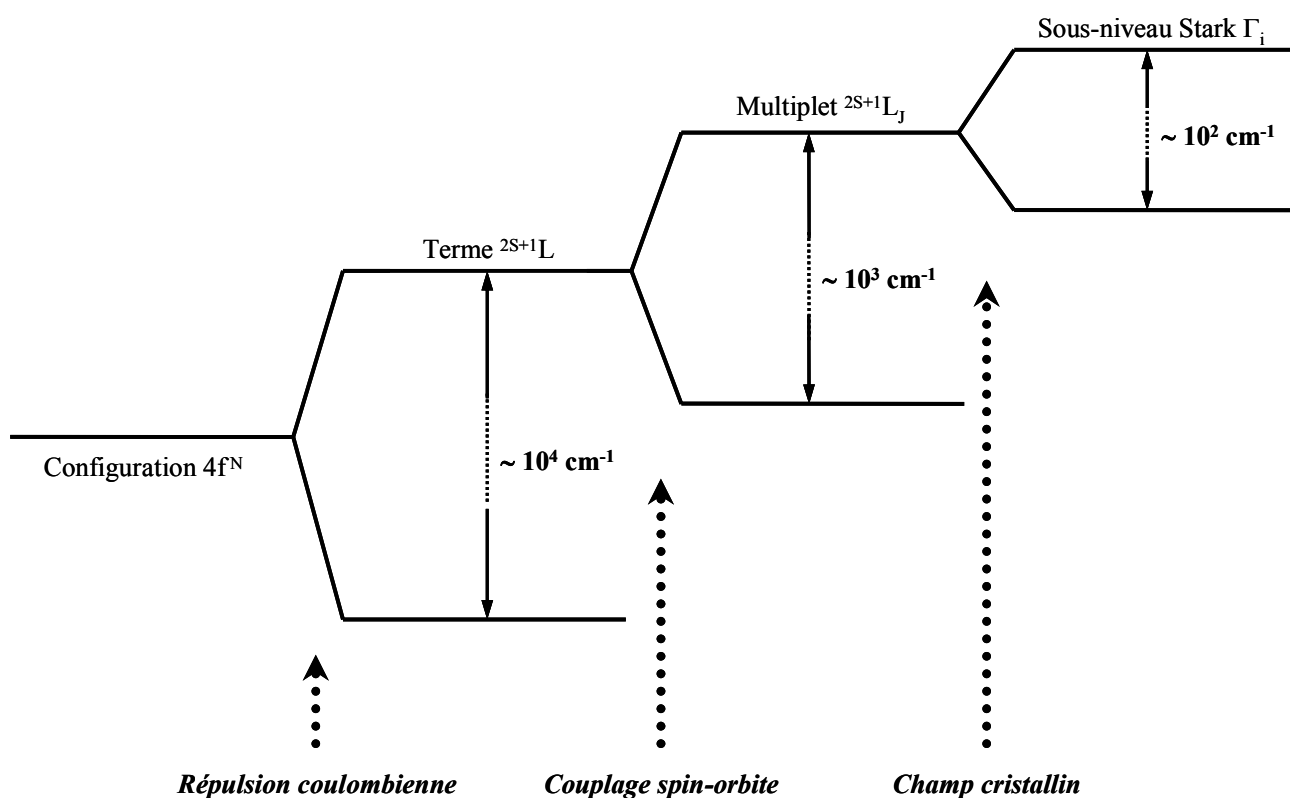 Sous-niveau Stark Γi
Multiplet 2S+1LJ
~ 10² cm-1
Terme 2S+1L
~ 10³ cm-1
Configuration 4fN
~ 10⁴ cm-1
Répulsion coulombienne
Couplage spin-orbite
Champ cristallin